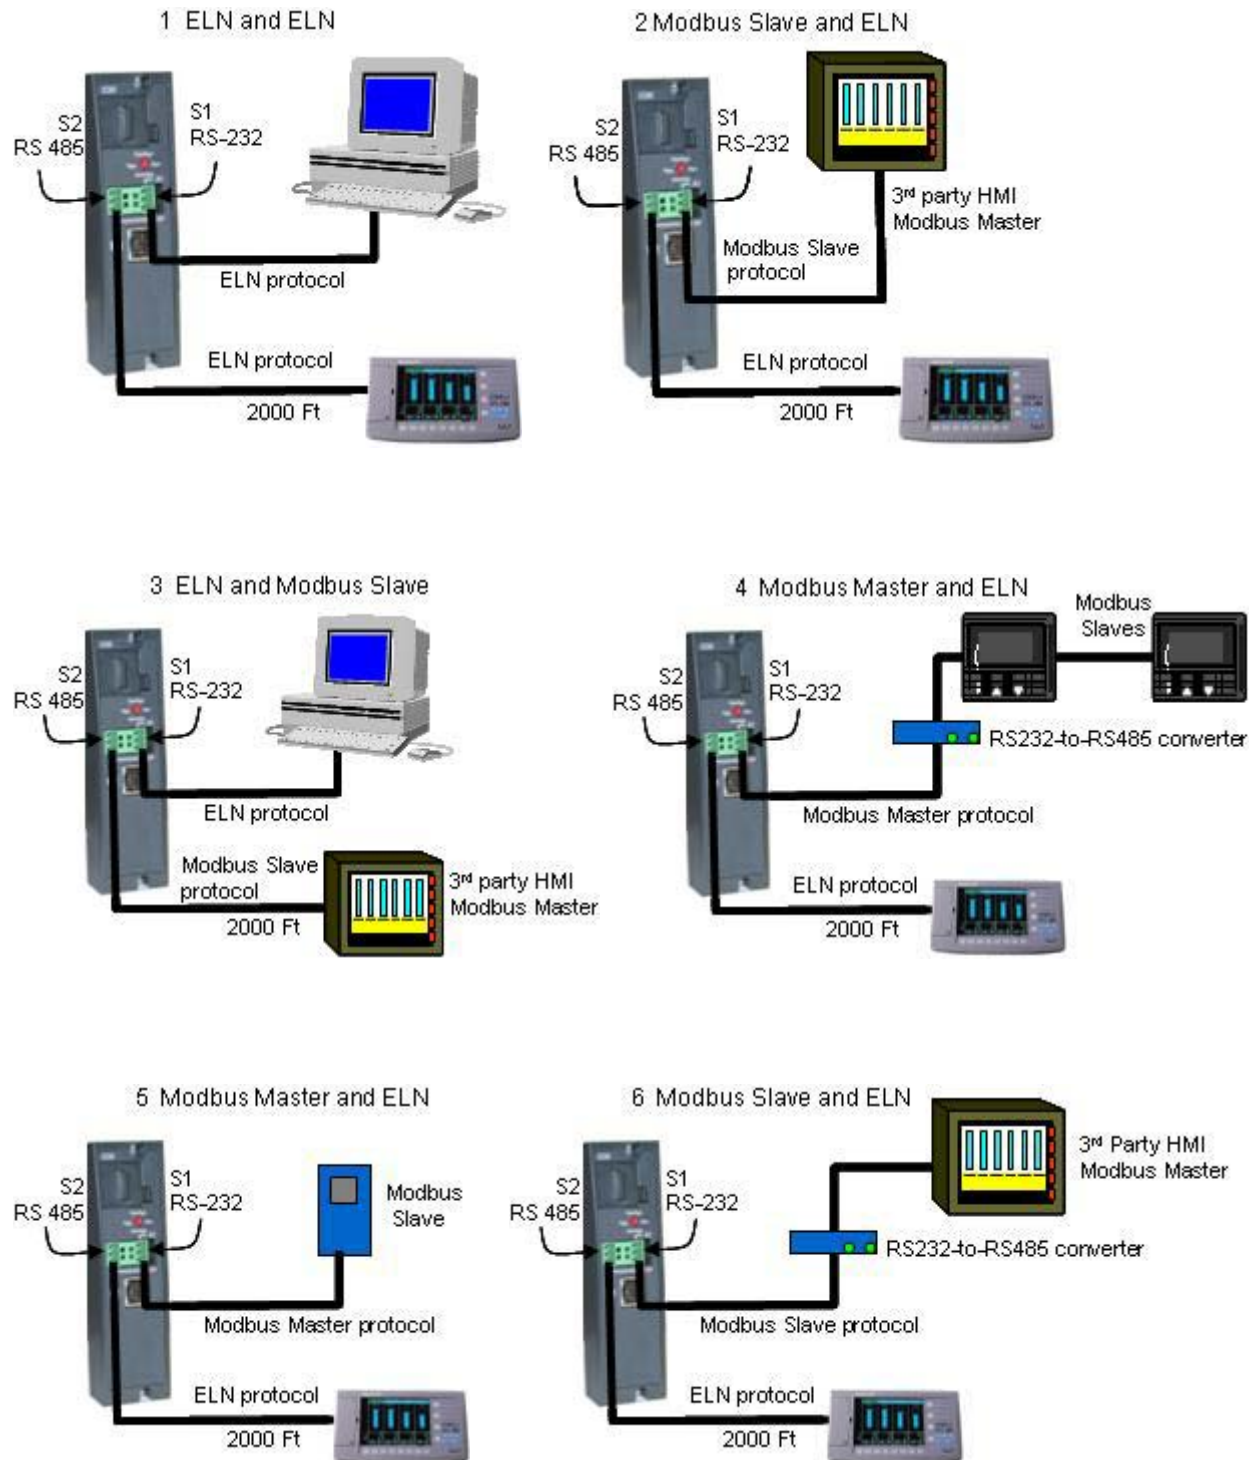 1 ELN and ELN
S2
RS 485
S1
RS-232
ELN protocol
ELN protocol
2000 Ft
2 Modbus Slave and ELN
S2
RS 485
S1
RS-232
3rd party HMI
Modbus Master
Modbus Slave
protocol
ELN protocol
2000 Ft
3 ELN and Modbus Slave
S2
RS 485
S1
RS-232
ELN protocol
Modbus Slave
protocol
2000 Ft
3rd party HMI
Modbus Master
4 Modbus Master and ELN
Modbus
Slaves
S2
RS 485
S1
RS-232
RS232-to-RS485 converter
Modbus Master protocol
ELN protocol
2000 Ft
5 Modbus Master and ELN
S2
RS 485
S1
RS-232
Modbus
Slave
Modbus Master protocol
ELN protocol
2000 Ft
6 Modbus Slave and ELN
S2
RS 485
S1
RS-232
3rd Party HMI
Modbus Master
RS232-to-RS485 converter
Modbus Slave protocol
ELN protocol
2000 Ft